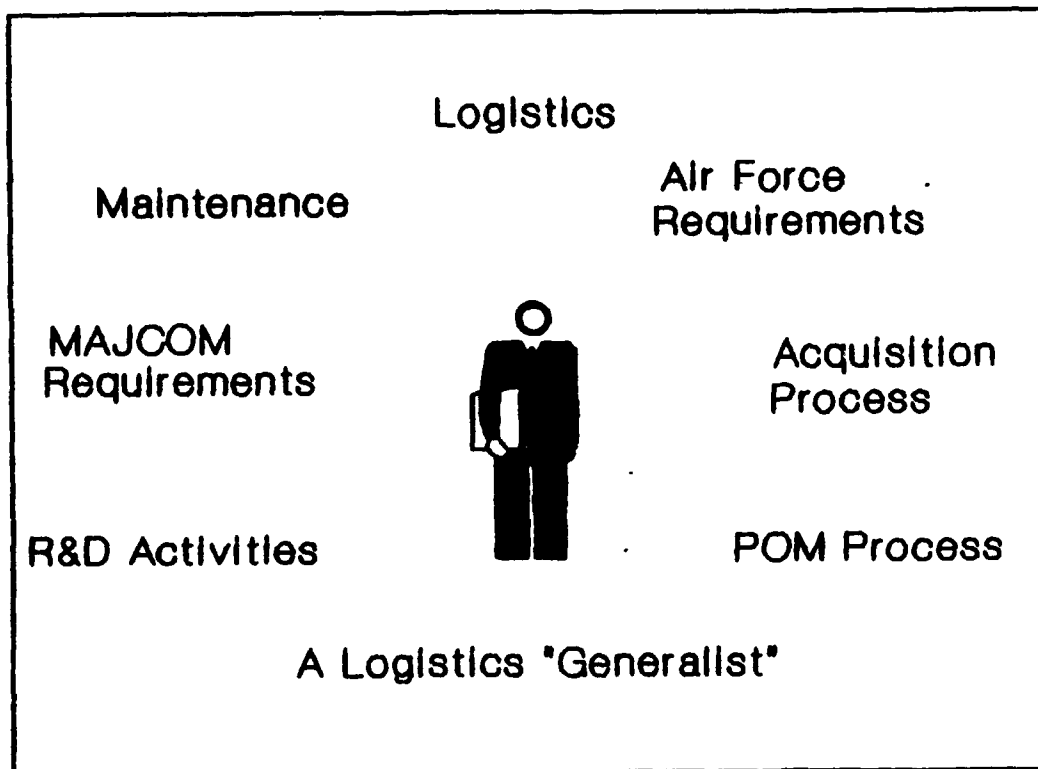 Logistics
Maintenance
Air Force
Requirements
MAJCOM
Requirements
Acquisition
Process
R&D Activities
POM Process
A Logistics "Generalist"